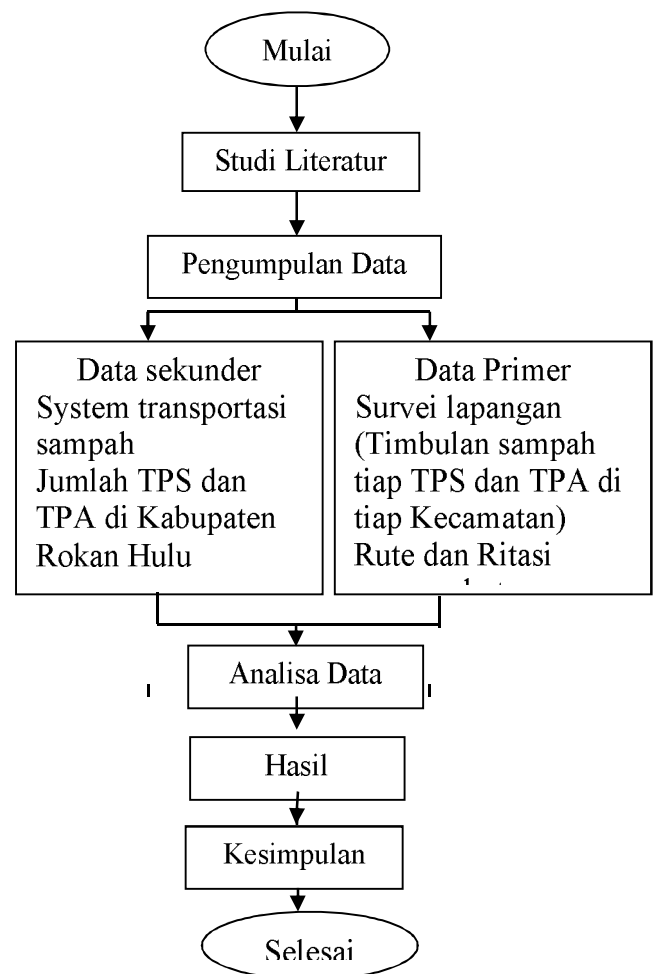 Mulai
Studi Literatur
Pengumpulan Data
Data sekunder
System transportasi
sampah
Jumlah TPS dan
TPA di Kabupaten
Rokan Hulu
Data Primer
Survei lapangan
(Timbulan sampah
tiap TPS dan TPA di
tiap Kecamatan)
Rute dan Ritasi
Analisa Data
Hasil
Kesimpulan
Selesai